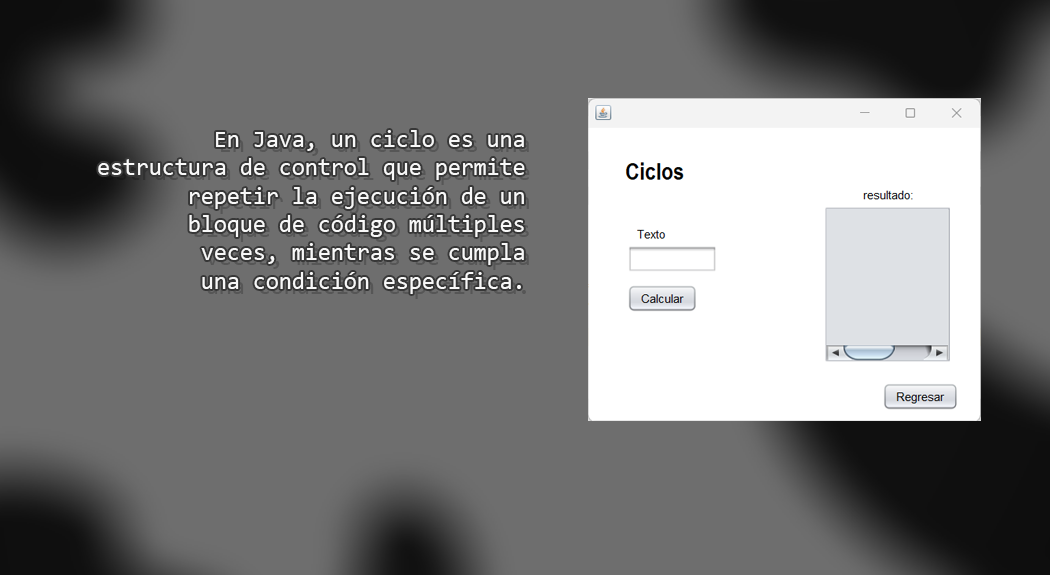 En Java, un ciclo es una
estructura de control que permite
repetir la ejecución de un
bloque de código múltiples
veces, mientras se cumpla
una condición específica.
Ciclos
resultado:
Texto
Calcular
Regresar